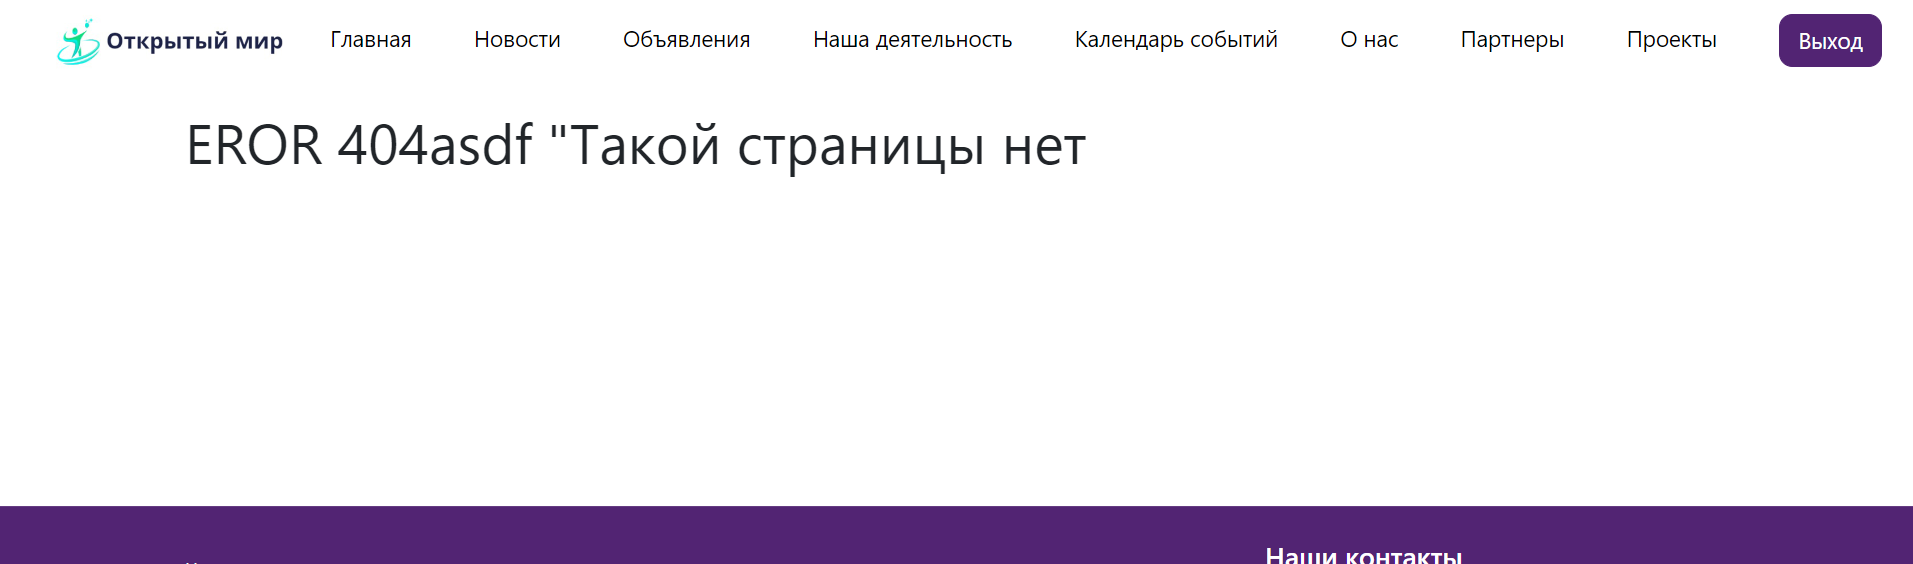 Открытый мир
Главная Новости Объявления Наша деятельность Календарь событий О нас Партнеры Проекты Выход
EROR 404asdf "Такой страницы нет
Наши контакты